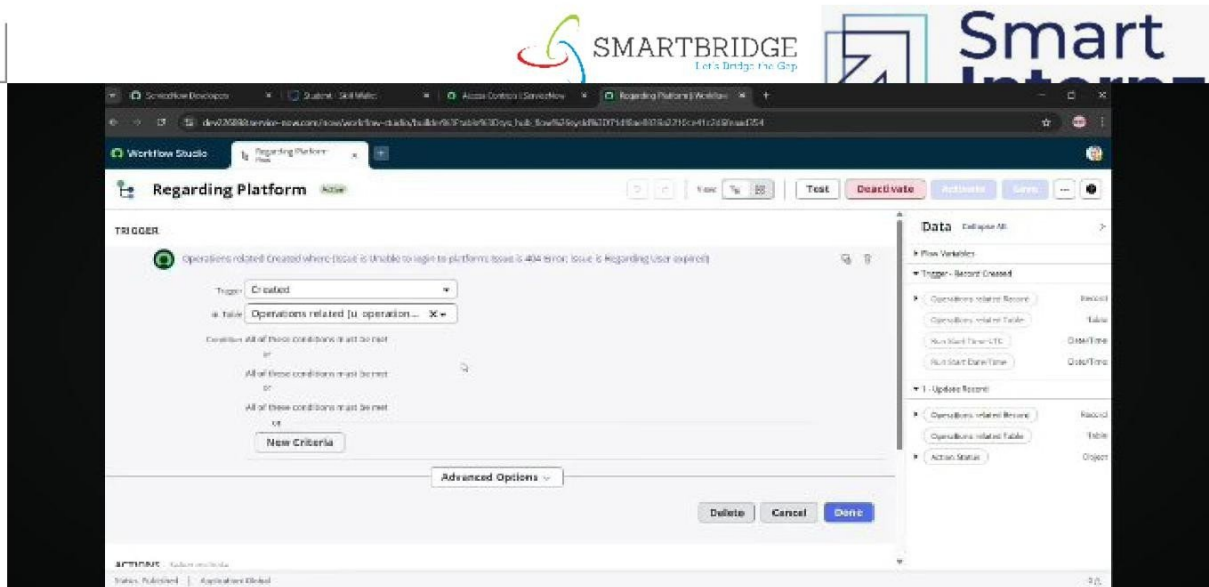 SMARTBRIDGE
Let's Bridge the Gap
Smart
ServiceNow Developers
Student - Skill Wallet
Access Controls | ServiceNow
Regarding Platform | Workflow
Workflow Studio
Regarding Platform
Flow
Regarding Platform
Active
View:
Test
Deactivate
Activate
Save
TRIGGER
Operations related Created where (Issue is Unable to login to platform; Issue is 404 Error; Issue is Regarding User expired)
Trigger
Created
Table
Operations related [u_operation...
Condition
All of these conditions must be met
or
All of these conditions must be met
or
All of these conditions must be met
or
New Criteria
Advanced Options
Delete
Cancel
Done
ACTIONS
Status: Published
Application: Global
Data
Collapse All
Flow Variables
Trigger - Record Created
Operations related Record
Record
Operations related Table
Table
Run Start Time UTC
Date/Time
Run Start Date/Time
Date/Time
1 - Update Record
Operations related Record
Record
Operations related Table
Table
Action Status
Object